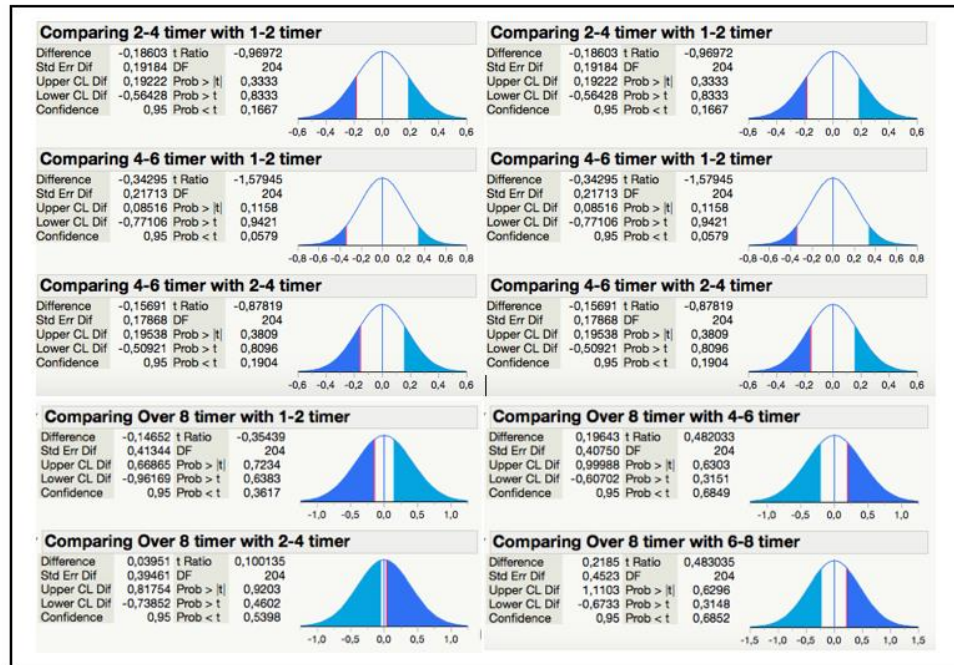 Comparing 2-4 timer with 1-2 timer
Difference -0,18603 t Ratio -0,96972
Std Err Dif 0,19184 DF 204
Upper CL Dif 0,19222 Prob > |t| 0,3333
Lower CL Dif -0,56428 Prob > t 0,8333
Confidence 0,95 Prob < t 0,1667
-0,6 -0,4 -0,2 0,0 0,2 0,4 0,6
Comparing 2-4 timer with 1-2 timer
Difference -0,18603 t Ratio -0,96972
Std Err Dif 0,19184 DF 204
Upper CL Dif 0,19222 Prob > |t| 0,3333
Lower CL Dif -0,56428 Prob > t 0,8333
Confidence 0,95 Prob < t 0,1667
-0,6 -0,4 -0,2 0,0 0,2 0,4 0,6
Comparing 4-6 timer with 1-2 timer
Difference -0,34295 t Ratio -1,57945
Std Err Dif 0,21713 DF 204
Upper CL Dif 0,08516 Prob > |t| 0,1158
Lower CL Dif -0,77106 Prob > t 0,9421
Confidence 0,95 Prob < t 0,0579
-0,8 -0,6 -0,4 -0,2 0,0 0,2 0,4 0,6 0,8
Comparing 4-6 timer with 1-2 timer
Difference -0,34295 t Ratio -1,57945
Std Err Dif 0,21713 DF 204
Upper CL Dif 0,08516 Prob > |t| 0,1158
Lower CL Dif -0,77106 Prob > t 0,9421
Confidence 0,95 Prob < t 0,0579
-0,8 -0,6 -0,4 -0,2 0,0 0,2 0,4 0,6 0,8
Comparing 4-6 timer with 2-4 timer
Difference -0,15691 t Ratio -0,87819
Std Err Dif 0,17868 DF 204
Upper CL Dif 0,19538 Prob > |t| 0,3809
Lower CL Dif -0,50921 Prob > t 0,8096
Confidence 0,95 Prob < t 0,1904
-0,6 -0,4 -0,2 0,0 0,2 0,4 0,6
Comparing 4-6 timer with 2-4 timer
Difference -0,15691 t Ratio -0,87819
Std Err Dif 0,17868 DF 204
Upper CL Dif 0,19538 Prob > |t| 0,3809
Lower CL Dif -0,50921 Prob > t 0,8096
Confidence 0,95 Prob < t 0,1904
-0,6 -0,4 -0,2 0,0 0,2 0,4 0,6
Comparing Over 8 timer with 1-2 timer
Difference -0,14652 t Ratio -0,35439
Std Err Dif 0,41344 DF 204
Upper CL Dif 0,66865 Prob > |t| 0,7234
Lower CL Dif -0,96169 Prob > t 0,6383
Confidence 0,95 Prob < t 0,3617
-1,0 -0,5 0,0 0,5 1,0
Comparing Over 8 timer with 4-6 timer
Difference 0,19643 t Ratio 0,482033
Std Err Dif 0,40750 DF 204
Upper CL Dif 0,99988 Prob > |t| 0,6303
Lower CL Dif -0,60702 Prob > t 0,3151
Confidence 0,95 Prob < t 0,6849
-1,0 -0,5 0,0 0,5 1,0
Comparing Over 8 timer with 2-4 timer
Difference 0,03951 t Ratio 0,100135
Std Err Dif 0,39461 DF 204
Upper CL Dif 0,81754 Prob > |t| 0,9203
Lower CL Dif -0,73852 Prob > t 0,4602
Confidence 0,95 Prob < t 0,5398
-1,0 -0,5 0,0 0,5 1,0
Comparing Over 8 timer with 6-8 timer
Difference 0,2185 t Ratio 0,483035
Std Err Dif 0,4523 DF 204
Upper CL Dif 1,1103 Prob > |t| 0,6296
Lower CL Dif -0,6733 Prob > t 0,3148
Confidence 0,95 Prob < t 0,6852
-1,5 -1,0 -0,5 0,0 0,5 1,0 1,5